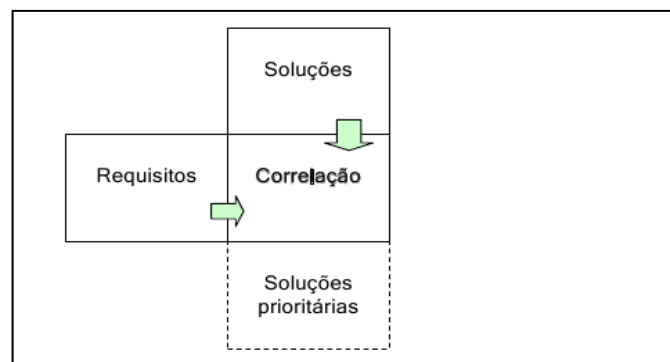 Soluções
Requisitos
Correlação
Soluções
prioritárias